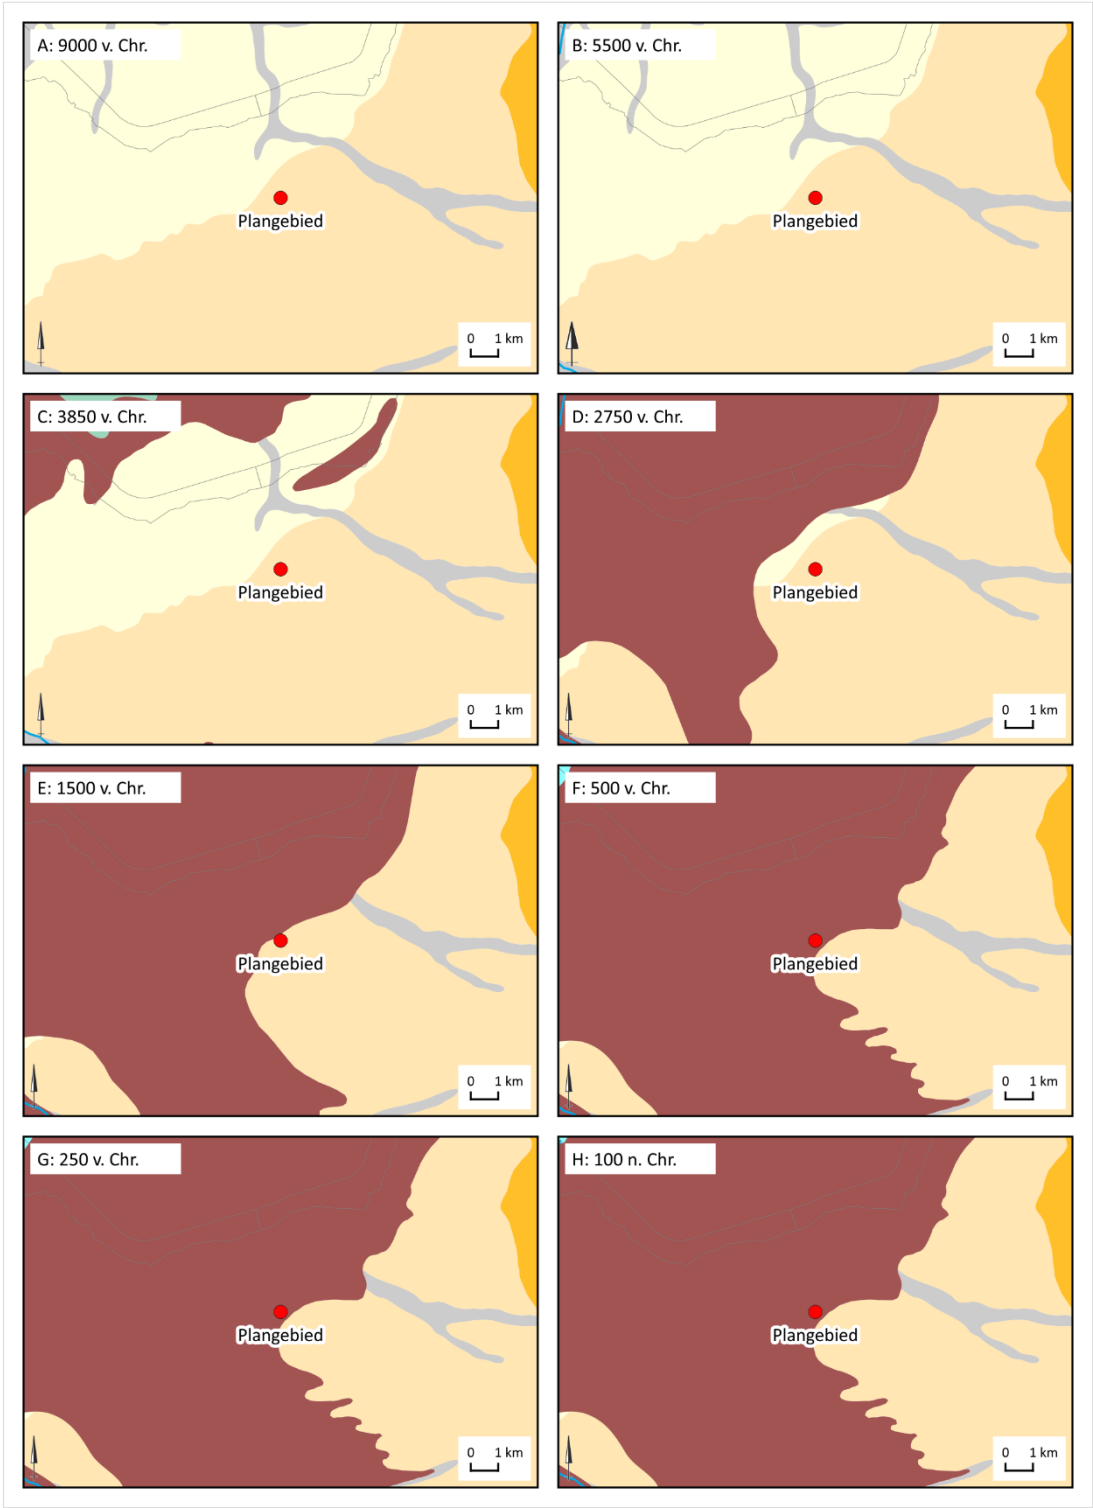 A: 9000 v. Chr.
Plangebied
0 1 km
B: 5500 v. Chr.
Plangebied
0 1 km
C: 3850 v. Chr.
Plangebied
0 1 km
D: 2750 v. Chr.
Plangebied
0 1 km
E: 1500 v. Chr.
Plangebied
0 1 km
F: 500 v. Chr.
Plangebied
0 1 km
G: 250 v. Chr.
Plangebied
0 1 km
H: 100 n. Chr.
Plangebied
0 1 km